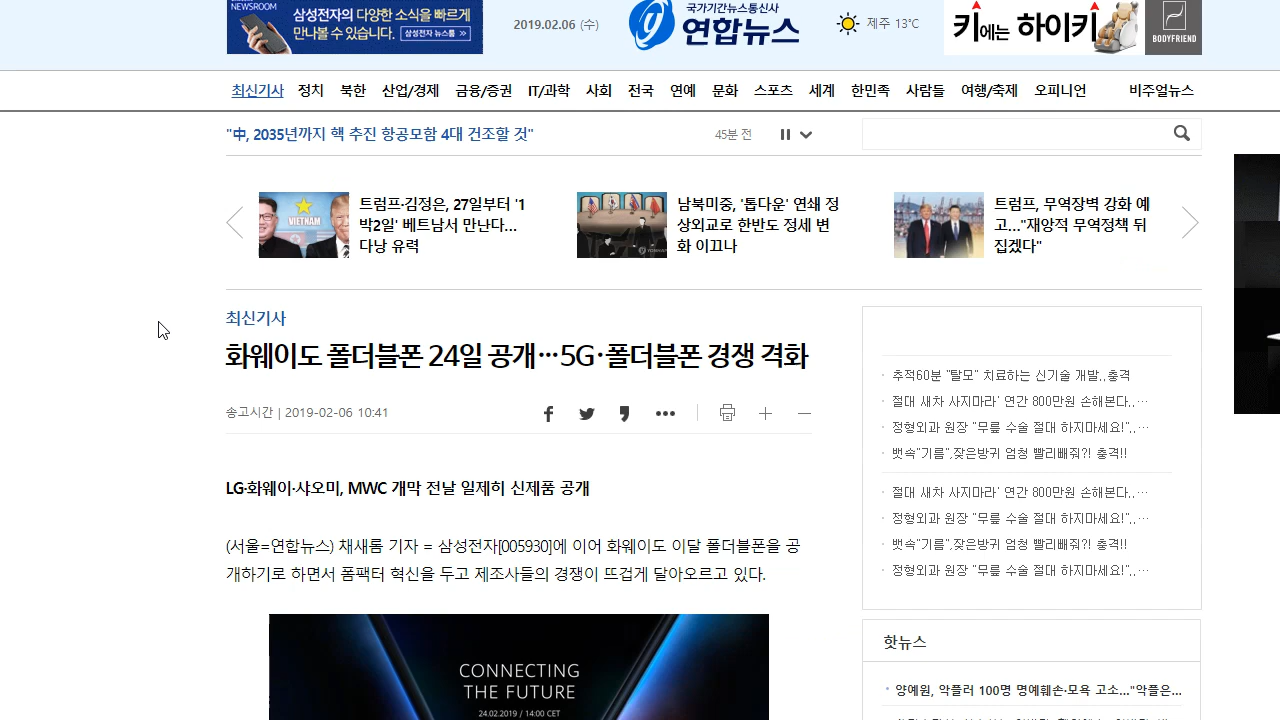 NEWSROOM
삼성전자의 다양한 소식을 빠르게
만나볼 수 있습니다. 삼성전자 뉴스룸 >>
2019.02.06 (수)
국가기간뉴스통신사
연합뉴스
제주 13℃
키에는 하이키
BODYFRIEND
최신기사 정치 북한 산업/경제 금융/증권 IT/과학 사회 전국 연예 문화 스포츠 세계 한민족 사람들 여행/축제 오피니언 비주얼뉴스
"中, 2035년까지 핵 추진 항공모함 4대 건조할 것"
45분 전
VIETNAM
트럼프·김정은, 27일부터 '1
박2일' 베트남서 만난다...
다낭 유력
남북미중, '톱다운' 연쇄 정
상외교로 한반도 정세 변
화 이끄나
트럼프, 무역장벽 강화 예
고..."재앙적 무역정책 뒤
집겠다"
최신기사
화웨이도 폴더블폰 24일 공개…5G·폴더블폰 경쟁 격화
송고시간 | 2019-02-06 10:41
LG·화웨이·샤오미, MWC 개막 전날 일제히 신제품 공개
(서울=연합뉴스) 채새롬 기자 = 삼성전자[005930]에 이어 화웨이도 이달 폴더블폰을 공
개하기로 하면서 폼팩터 혁신을 두고 제조사들의 경쟁이 뜨겁게 달아오르고 있다.
CONNECTING
THE FUTURE
24.02.2019 / 14:00 CET
추적60분 "탈모" 치료하는 신기술 개발,,충격
절대 새차 사지마라' 연간 800만원 손해본다,,…
정형외과 원장 "무릎 수술 절대 하지마세요!",,…
뱃속"기름",잦은방귀 엄청 빨리빼줘?! 충격!!
절대 새차 사지마라' 연간 800만원 손해본다,,…
정형외과 원장 "무릎 수술 절대 하지마세요!",,…
뱃속"기름",잦은방귀 엄청 빨리빼줘?! 충격!!
정형외과 원장 "무릎 수술 절대 하지마세요!",,…
핫뉴스
양예원, 악플러 100명 명예훼손·모욕 고소..."악플은...